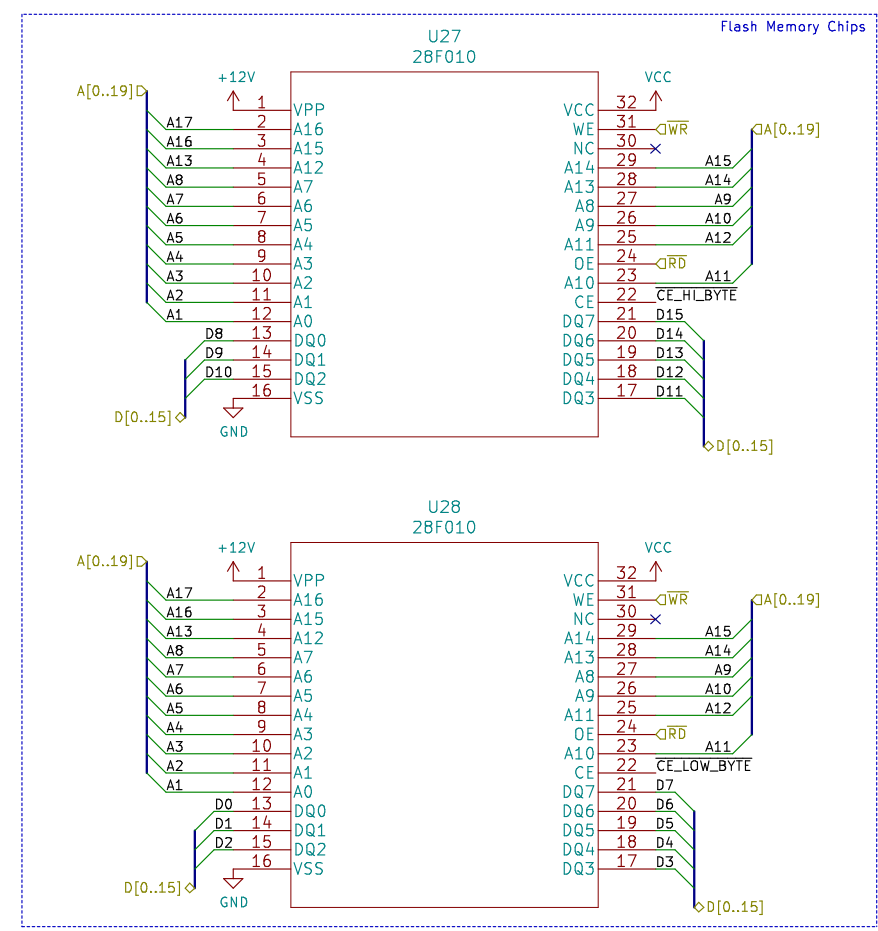 Flash Memory Chips
U27
28F010
+12V
VCC
A[0..19]
1 VPP
VCC 32
A17 2 A16
WE 31 WR
A[0..19]
A16 3 A15
NC 30
A13 4 A12
A14 29 A15
A8 5 A7
A13 28 A14
A7 6 A6
A8 27 A9
A6 7 A5
A9 26 A10
A5 8 A4
A11 25 A12
A4 9 A3
OE 24 RD
A3 10 A2
A10 23 A11
A2 11 A1
CE 22 CE_HI_BYTE
A1 12 A0
DQ7 21 D15
D8 13 DQ0
DQ6 20 D14
D9 14 DQ1
DQ5 19 D13
D10 15 DQ2
DQ4 18 D12
16 VSS
DQ3 17 D11
D[0..15]
GND
D[0..15]
U28
28F010
+12V
VCC
A[0..19]
1 VPP
VCC 32
A17 2 A16
WE 31 WR
A[0..19]
A16 3 A15
NC 30
A13 4 A12
A14 29 A15
A8 5 A7
A13 28 A14
A7 6 A6
A8 27 A9
A6 7 A5
A9 26 A10
A5 8 A4
A11 25 A12
A4 9 A3
OE 24 RD
A3 10 A2
A10 23 A11
A2 11 A1
CE 22 CE_LOW_BYTE
A1 12 A0
DQ7 21 D7
D0 13 DQ0
DQ6 20 D6
D1 14 DQ1
DQ5 19 D5
D2 15 DQ2
DQ4 18 D4
16 VSS
DQ3 17 D3
D[0..15]
GND
D[0..15]